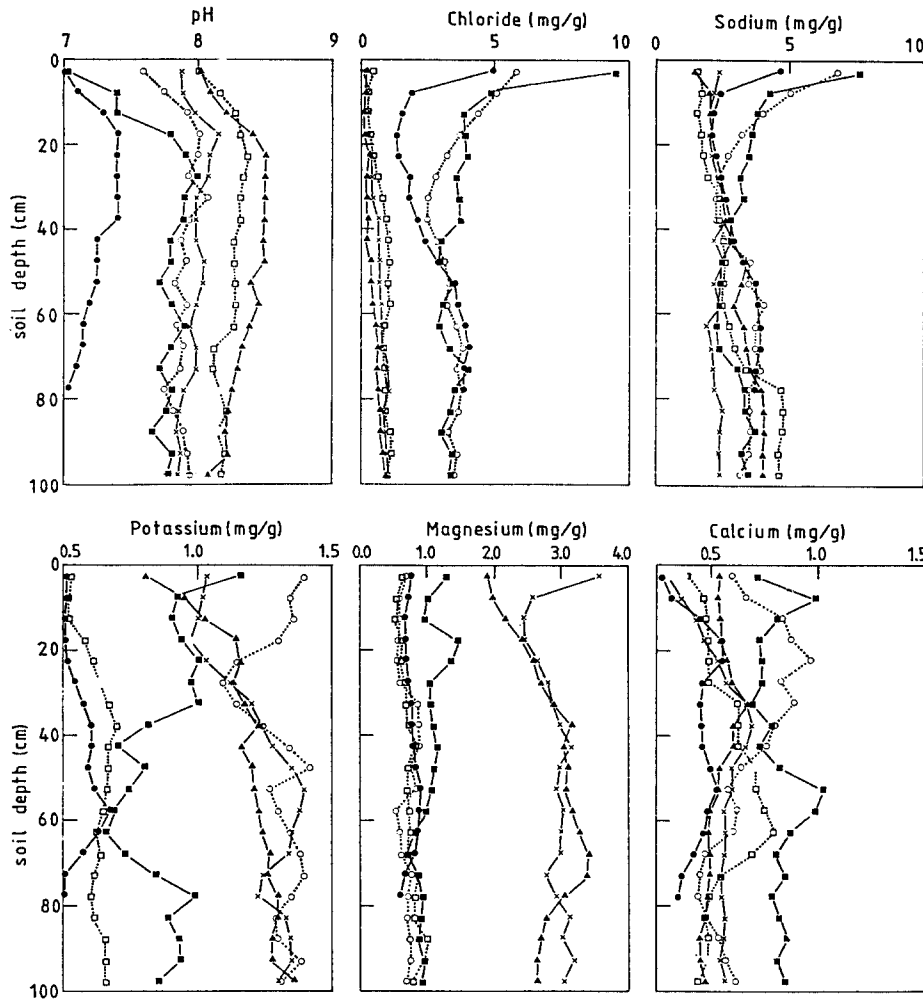 pH
Chloride (mg/g)
Sodium (mg/g)
7 8 9
0 5 10
0 5 10
0
20
40
60
80
100
soil depth (cm)
Potassium (mg/g)
Magnesium (mg/g)
Calcium (mg/g)
0.5 1.0 1.5
0.0 1.0 2.0 3.0 4.0
0.5 1.0 1.5
0
20
40
60
80
100
soil depth (cm)